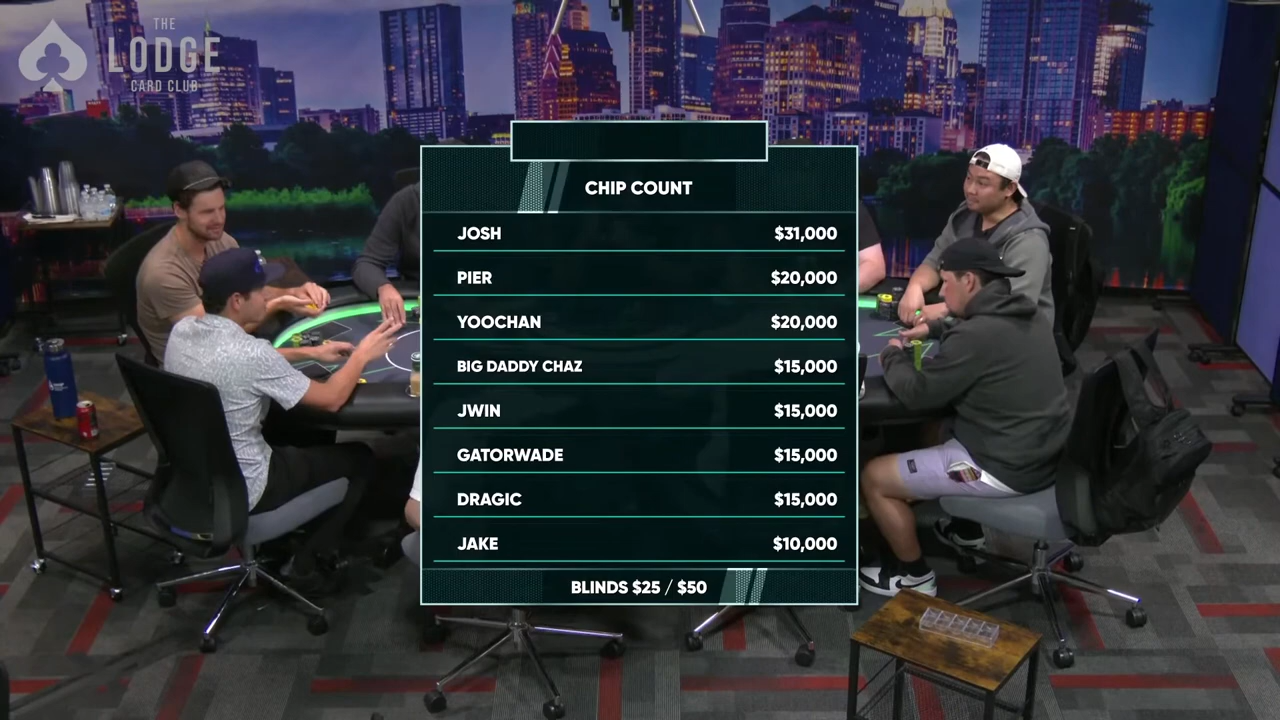 THE
LODGE
CARD CLUB
CHIP COUNT
JOSH $31,000
PIER $20,000
YOOCHAN $20,000
BIG DADDY CHAZ $15,000
JWIN $15,000
GATORWADE $15,000
DRAGIC $15,000
JAKE $10,000
BLINDS $25 / $50